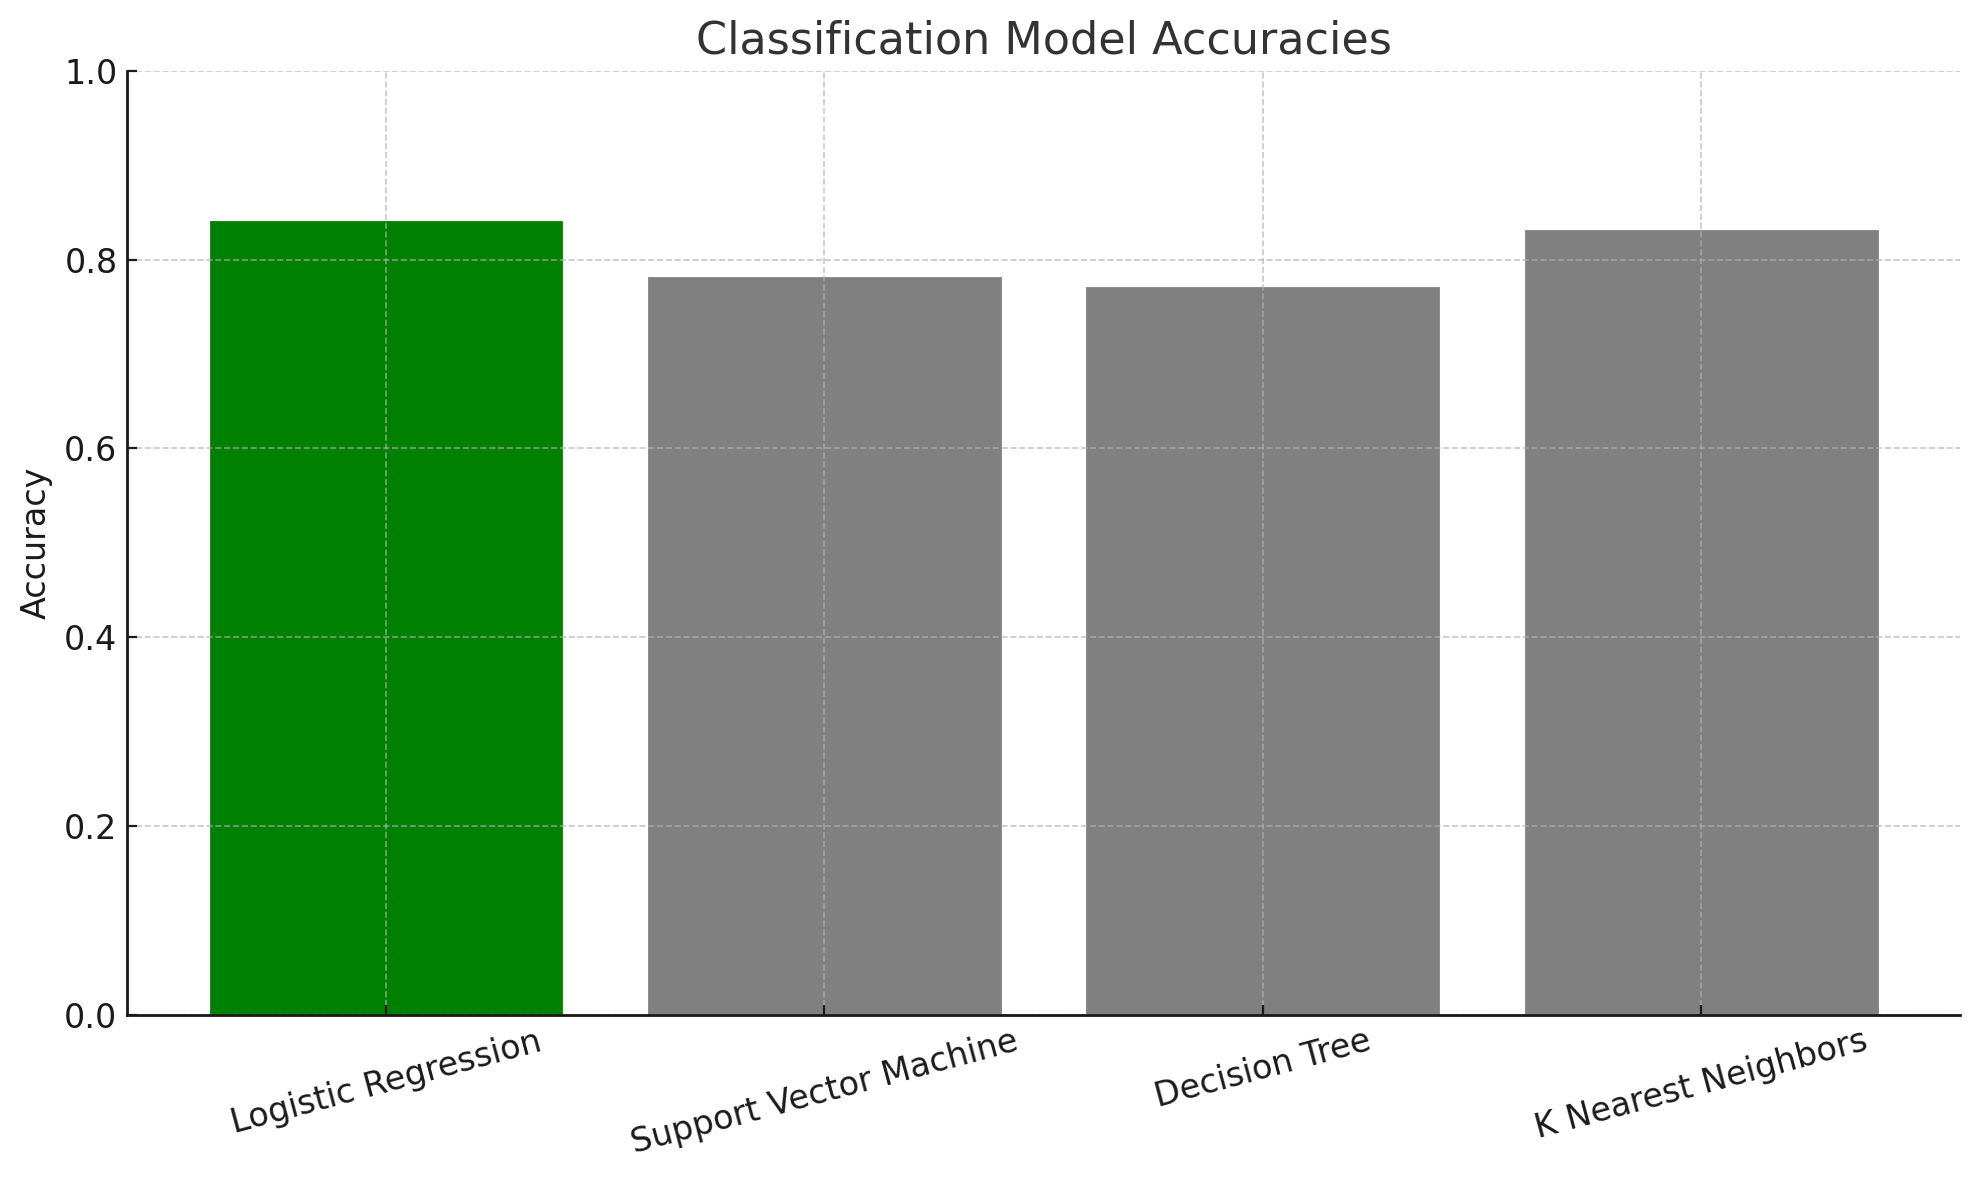 Classification Model Accuracies
1.0
0.8
0.6
0.4
0.2
0.0
Accuracy
Logistic Regression
Support Vector Machine
Decision Tree
K Nearest Neighbors